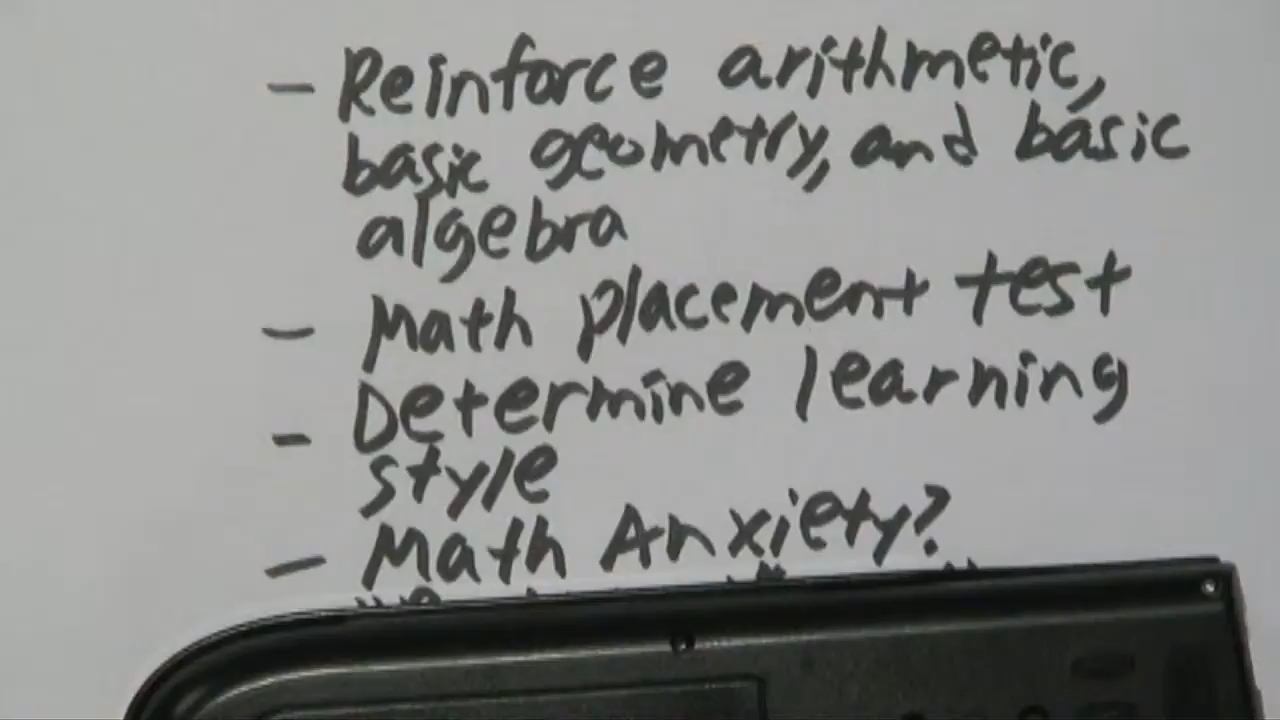 - Reinforce arithmetic,
basic geometry, and basic
algebra
- Math placement test
- Determine learning
style
- Math Anxiety?